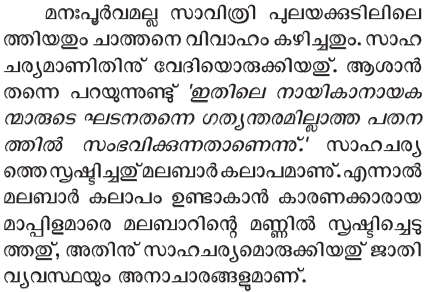 മനഃപൂർവമല്ല സാവിത്രി പുലയക്കുടിലിലെ
ത്തിയതും ചാത്തനെ വിവാഹം കഴിച്ചതും. സാഹ
ചര്യമാണിതിന് വേദിയൊരുക്കിയത്. ആശാൻ
തന്നെ പറയുന്നുണ്ട് 'ഇതിലെ നായികാനായക
ന്മാരുടെ ഘടനതന്നെ ഗത്യന്തരമില്ലാത്ത പതന
ത്തിൽ സംഭവിക്കുന്നതാണെന്ന്.' സാഹചര്യ
ത്തെ സൃഷ്ടിച്ചത് മലബാർ കലാപമാണ്. എന്നാൽ
മലബാർ കലാപം ഉണ്ടാകാൻ കാരണക്കാരായ
മാപ്പിളമാരെ മലബാറിന്റെ മണ്ണിൽ സൃഷ്ടിച്ചെടു
ത്തത്, അതിന് സാഹചര്യമൊരുക്കിയത് ജാതി
വ്യവസ്ഥയും അനാചാരങ്ങളുമാണ്.